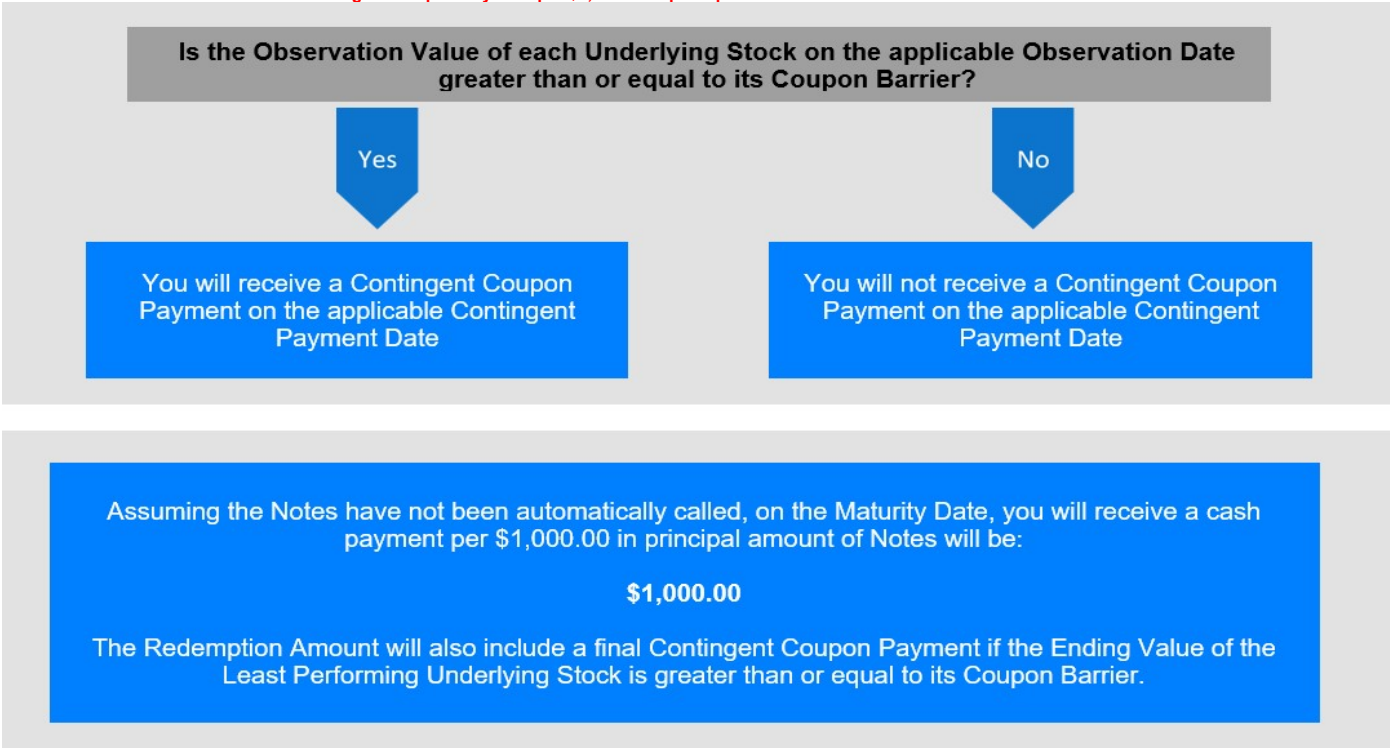 Is the Observation Value of each Underlying Stock on the applicable Observation Date
greater than or equal to its Coupon Barrier?
Yes
No
You will receive a Contingent Coupon
Payment on the applicable Contingent
Payment Date
You will not receive a Contingent Coupon
Payment on the applicable Contingent
Payment Date
Assuming the Notes have not been automatically called, on the Maturity Date, you will receive a cash
payment per $1,000.00 in principal amount of Notes will be:
$1,000.00
The Redemption Amount will also include a final Contingent Coupon Payment if the Ending Value of the
Least Performing Underlying Stock is greater than or equal to its Coupon Barrier.